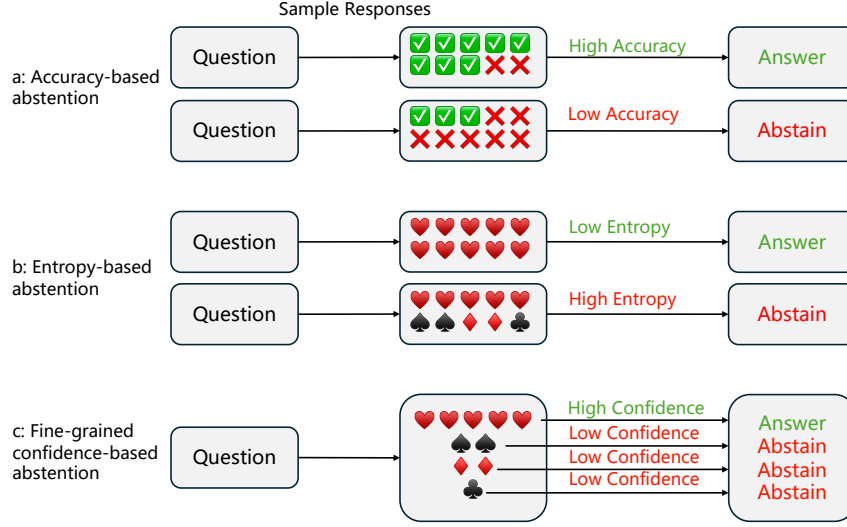 Sample Responses
a: Accuracy-based
abstention
Question
High Accuracy
Answer
Question
Low Accuracy
Abstain
b: Entropy-based
abstention
Question
Low Entropy
Answer
Question
High Entropy
Abstain
c: Fine-grained
confidence-based
abstention
Question
High Confidence
Low Confidence
Low Confidence
Low Confidence
Answer
Abstain
Abstain
Abstain